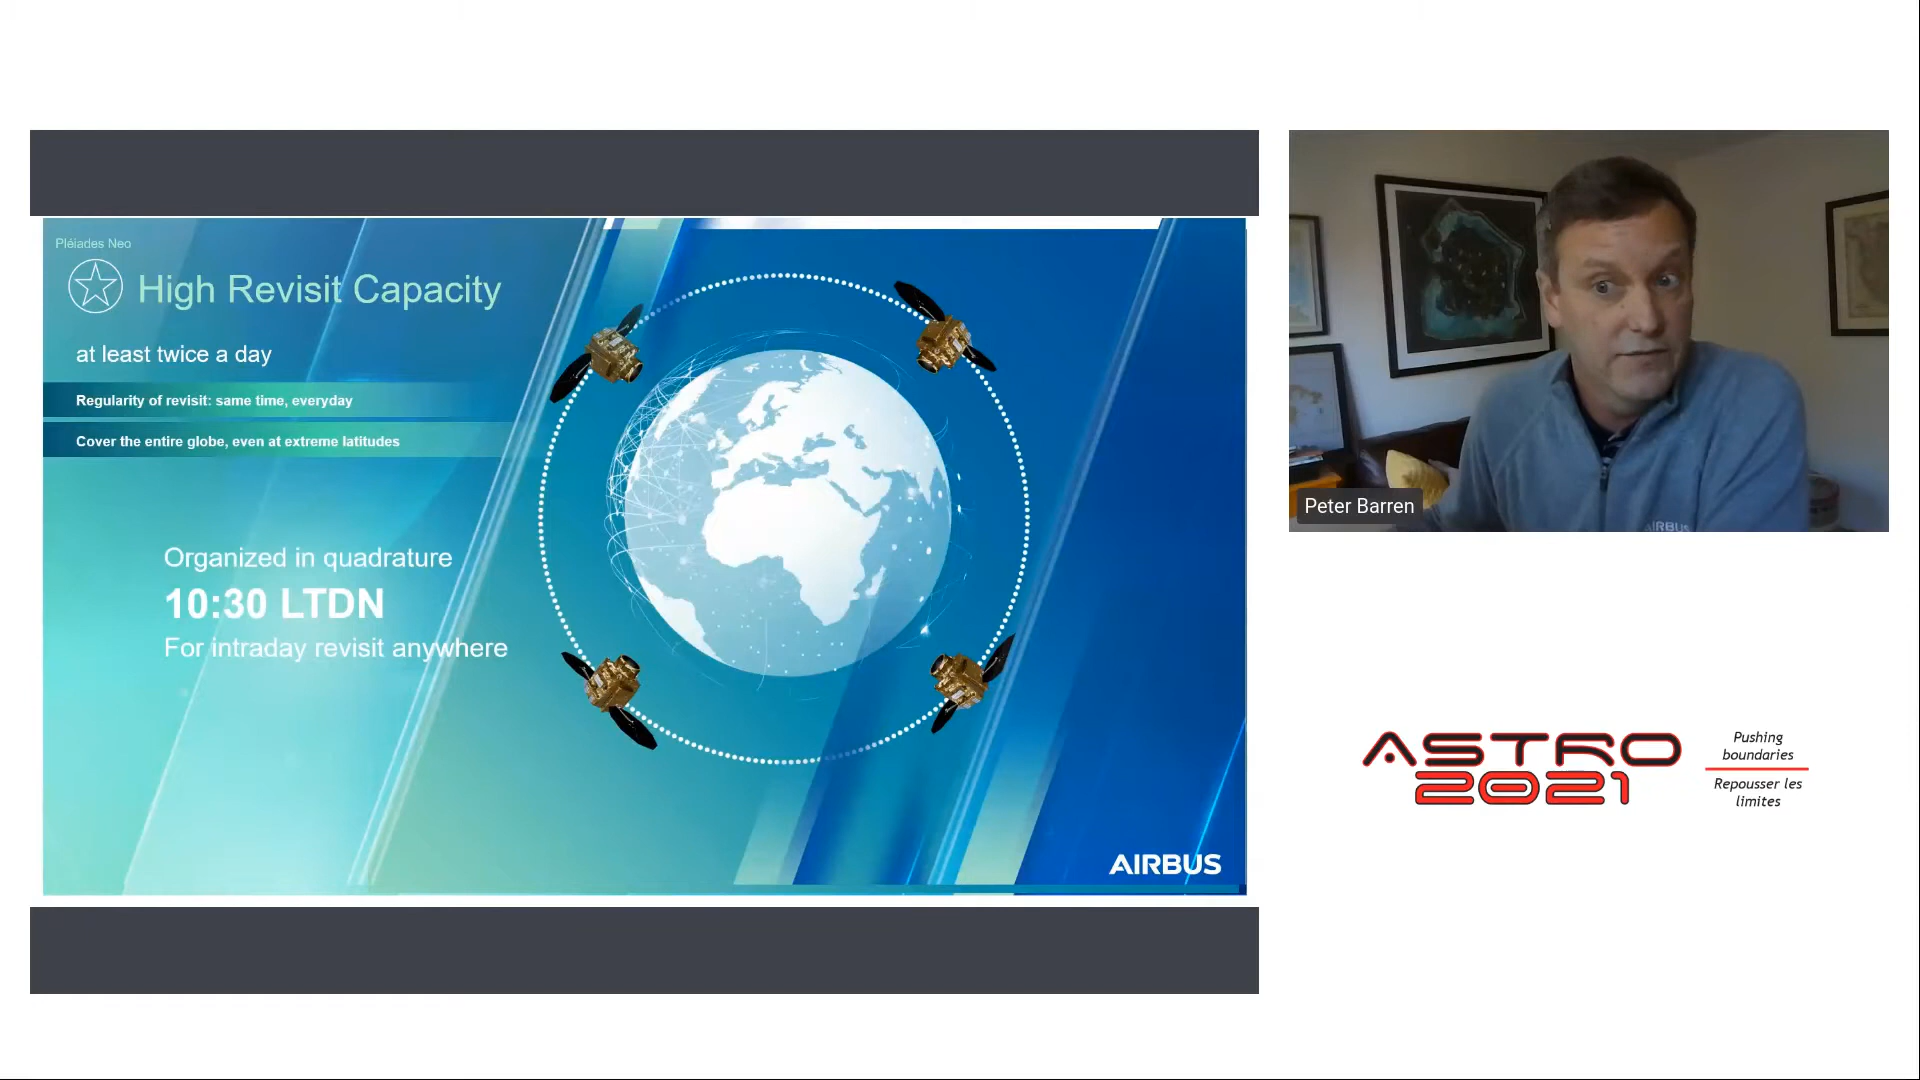 Pléiades Neo
High Revisit Capacity
at least twice a day
Regularity of revisit: same time, everyday
Cover the entire globe, even at extreme latitudes
Organized in quadrature
10:30 LTDN
For intraday revisit anywhere
AIRBUS
Peter Barren
AIRBUS
ASTRO
2021
Pushing
boundaries
Repousser les
limites